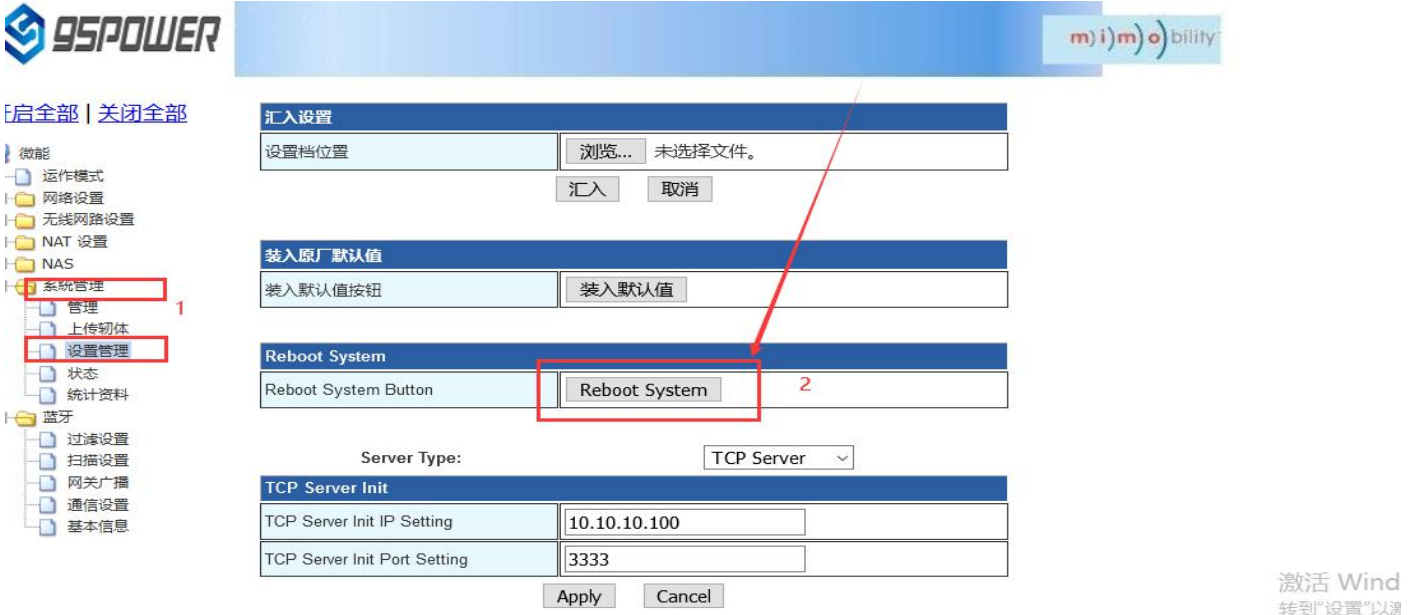 95POWER
m)i)m)o)bility
开启全部 | 关闭全部
微能
运作模式
网络设置
无线网路设置
NAT 设置
NAS
系统管理
管理
1
上传韧体
设置管理
状态
统计资料
蓝牙
过滤设置
扫描设置
网关广播
通信设置
基本信息
汇入设置
设置档位置
浏览... 未选择文件。
汇入 取消
装入原厂默认值
装入默认值按钮 装入默认值
Reboot System
Reboot System Button Reboot System
2
Server Type: TCP Server
TCP Server Init
TCP Server Init IP Setting 10.10.10.100
TCP Server Init Port Setting 3333
Apply Cancel
激活 Wind
转到"设置"以激